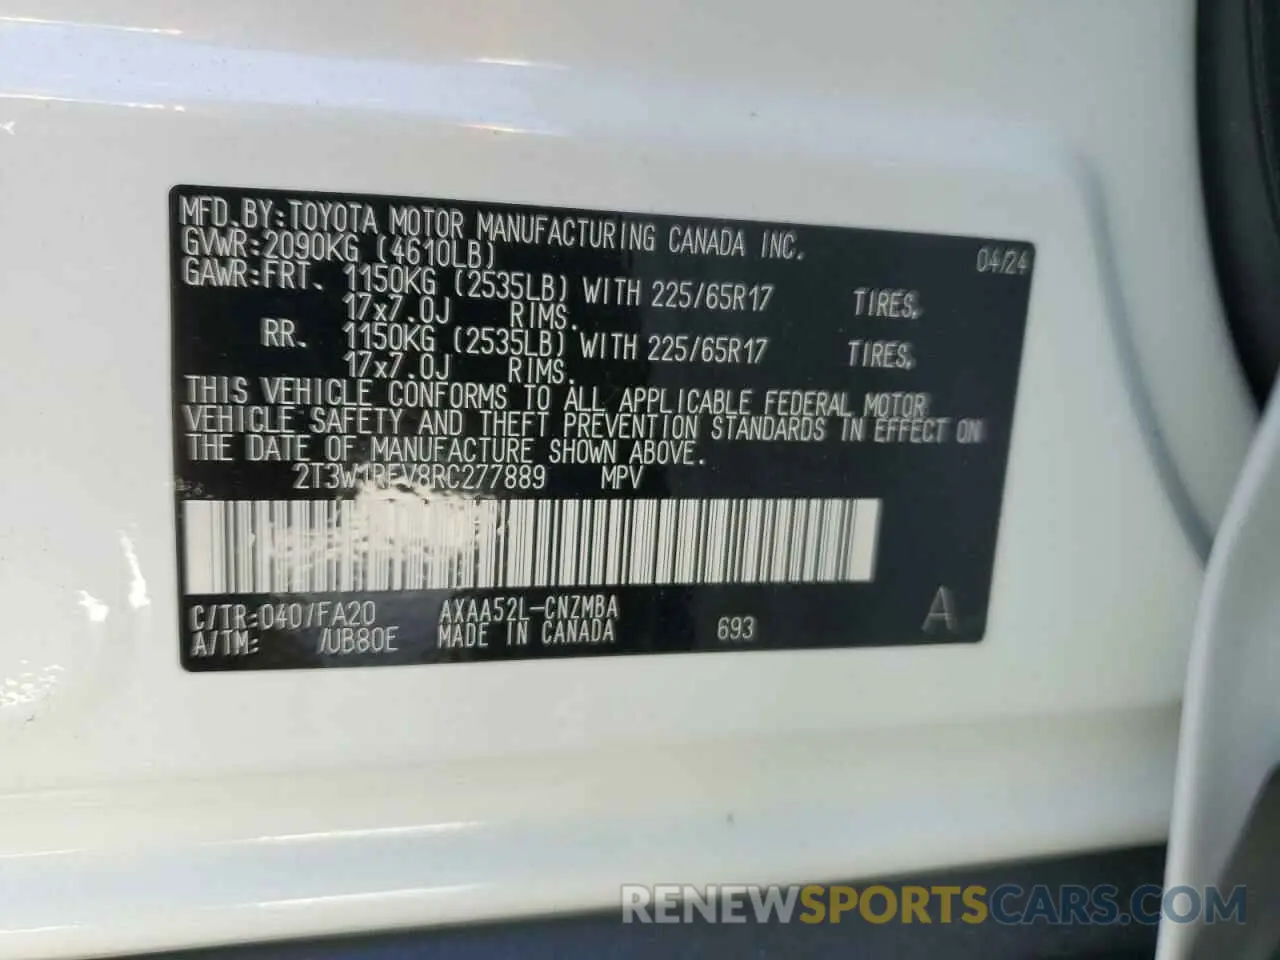 MFD.BY:TOYOTA MOTOR MANUFACTURING CANADA INC.
GVWR:2090KG (4610LB) 04/24
GAWR:FRT. 1150KG (2535LB) WITH 225/65R17 TIRES,
17x7.0J RIMS.
RR. 1150KG (2535LB) WITH 225/65R17 TIRES,
17x7.0J RIMS.
THIS VEHICLE CONFORMS TO ALL APPLICABLE FEDERAL MOTOR
VEHICLE SAFETY AND THEFT PREVENTION STANDARDS IN EFFECT ON
THE DATE OF MANUFACTURE SHOWN ABOVE.
2T3W1RFV8RC277889 MPV
C/TR:040/FA20 AXAA52L-CNZMBA A
A/TM: /UB80E MADE IN CANADA 693
RENEWSPORTSCARS.COM